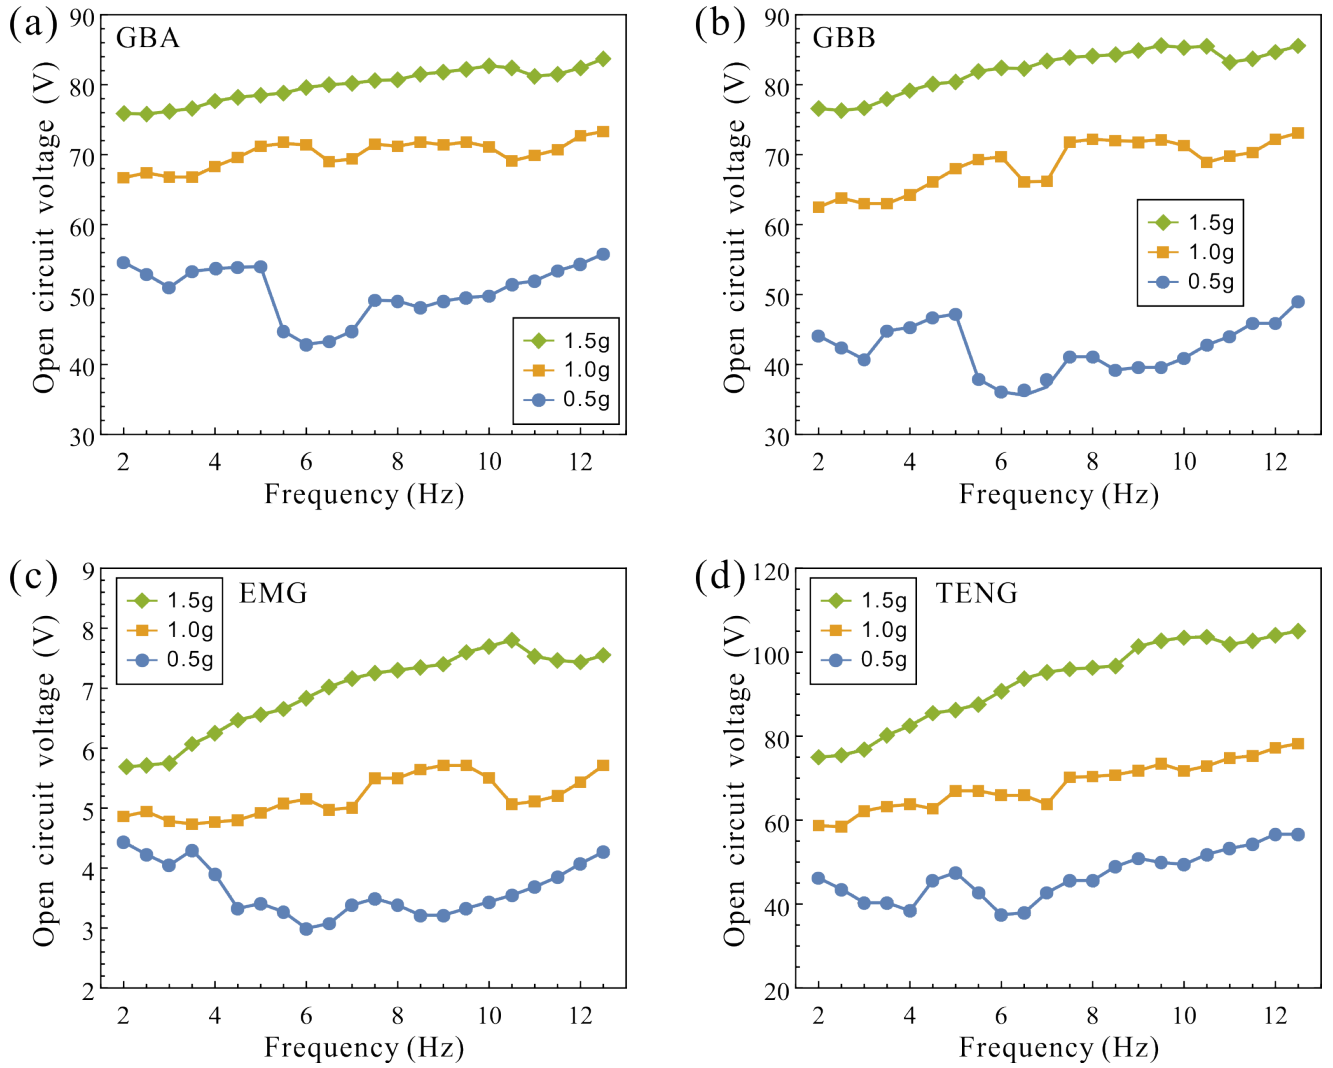 (a)
GBA
90
80
70
60
50
40
30
Open circuit voltage (V)
1.5g
1.0g
0.5g
2 4 6 8 10 12
Frequency (Hz)
(b)
GBB
90
80
70
60
50
40
30
Open circuit voltage (V)
1.5g
1.0g
0.5g
2 4 6 8 10 12
Frequency (Hz)
(c)
EMG
9
8
7
6
5
4
3
2
Open circuit voltage (V)
1.5g
1.0g
0.5g
2 4 6 8 10 12
Frequency (Hz)
(d)
TENG
120
100
80
60
40
20
Open circuit voltage (V)
1.5g
1.0g
0.5g
2 4 6 8 10 12
Frequency (Hz)